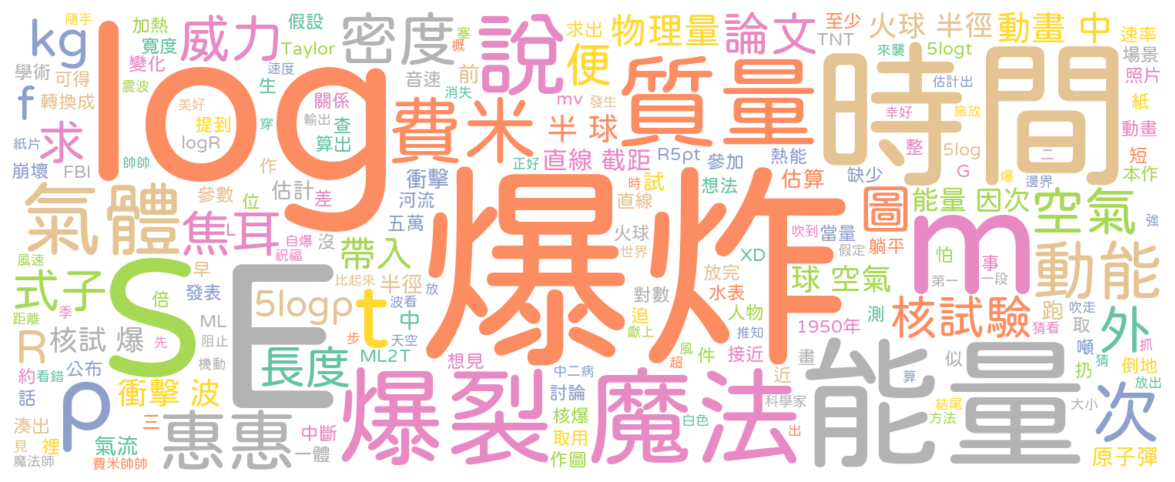 隨手 加熱 假設
kg log 威力 密度 說 求出 便 物理量 論文 至少 火球 半徑 動畫 中 速率
寬度 Taylor TNT 來襲 5logt 場景
學術 可得 變化 音速 前 估計出 照片
f 轉換成 速度 生 消失 紙
震波 美好 關係 費米 mv 發生 質量 時間 幸好 施放 動畫
求 提到 穿 輸出 查 半 球 整 二 短
紙片 logR 算出 直線 截距 R5pt 參加 熱能 缺少 5log 爆 邊界
崩壞 FBI 帥帥 作 正好 G 本作
氣體 參數 位 估計 差 衝擊 時 試 想法 估算 圖 能量 因次 空氣
焦耳 L 自爆 沒 河流 直線 吹到 當量 m 強
祝福 五萬 爆炸 火球 世界 XD 假定 躺平 怕 事
風速 早 帶入 放完 球 空氣 第一 一段 動能
式子 S E 倍 比起來 半徑 對數 水表
距離 季 發表 5logp t 波看 放 追 人物 1950年 測 核試驗 跑 吹走 外
R ML 中 天空 獻上 推知 取 猜看 抓
核試 爆 先 阻止 步 風 件 接近 畫 似 噸 猜
約 看錯 公布 機動 長度 ML2T 想見 超 近 扔 倒地
話 ρ 衝擊 波 爆裂 魔法 中二病 能量 算 放出
湊出 三 惠惠 中斷 核爆 討論 科學家 結尾 大小 次
見 裡 氣流 一體 取用 白色 出 方法
魔法師 費米帥帥 作圖 原子彈
塞
概